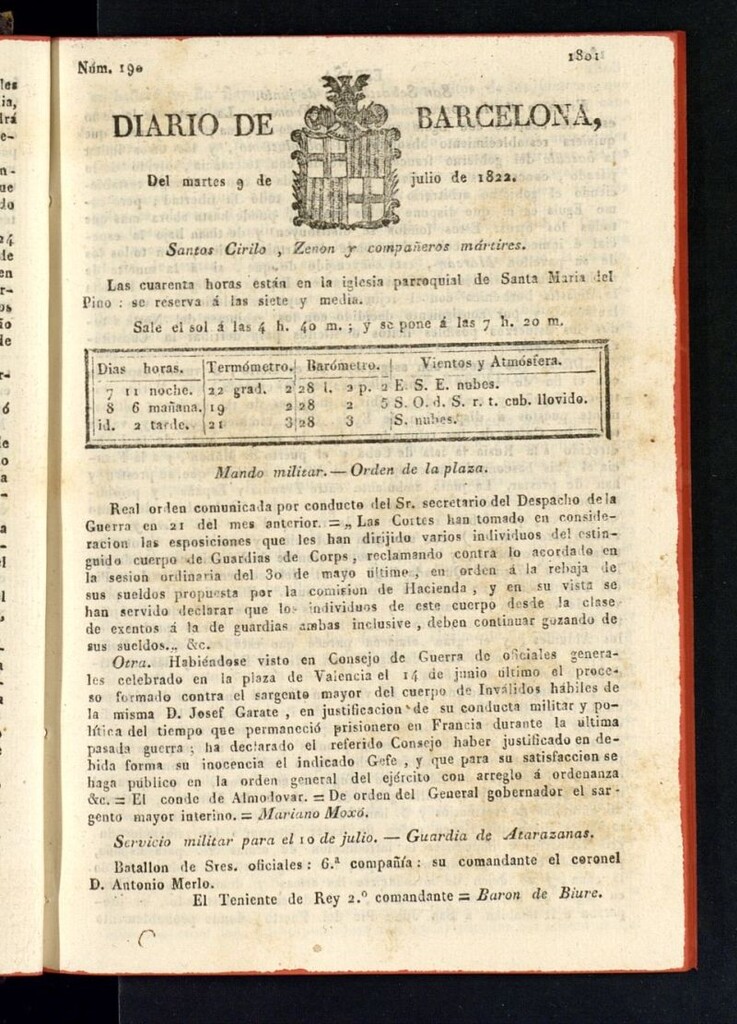 Núm. 190
1801
DIARIO DE BARCELONA,
Del martes 9 de julio de 1822.
Santos Cirilo , Zenon y compañeros mártires.
Las cuarenta horas están en la iglesia parroquial de Santa Maria del
Pino : se reserva á las siete y media.
Sale el sol á las 4 h. 40 m. ; y se pone á las 7 h. 20 m.
Dias horas. Termómetro. Barómetro. Vientos y Atmósfera.
7 11 noche. 22 grad. 2 28 l. 2 p. 2 E. S. E. nubes.
8 6 mañana. 19 2 28 2 5 S. O. d. S. r. t. cub. llovido.
id. 2 tarde. 21 3 28 3 S. nubes.
Mando militar. — Orden de la plaza.
Real orden comunicada por conducto del Sr. secretario del Despacho de la
Guerra en 21 del mes anterior. = „ Las Cortes han tomado en conside-
racion las esposiciones que les han dirijido varios individuos del estin-
guido cuerpo de Guardias de Corps , reclamando contra lo acordado en
la sesion ordinaria del 30 de mayo último , en orden á la rebaja de
sus sueldos propuesta por la comision de Hacienda , y en su vista se
han servido declarar que los individuos de este cuerpo desde la clase
de exentos á la de guardias ambas inclusive , deben continuar gozando de
sus sueldos... &c.
Otra. Habiéndose visto en Consejo de Guerra de oficiales genera-
les celebrado en la plaza de Valencia el 14 de junio último el proce-
so formado contra el sargento mayor del cuerpo de Inválidos hábiles de
la misma D. Josef Garate , en justificacion de su conducta militar y po-
lítica del tiempo que permaneció prisionero en Francia durante la última
pasada guerra ; ha declarado el referido Consejo haber justificado en de-
bida forma su inocencia el indicado Gefe , y que para su satisfaccion se
haga público en la orden general del ejército con arreglo á ordenanza
&c. = El conde de Almodovar. = De orden del General gobernador el sar-
gento mayor interino. = Mariano Moxó.
Servicio militar para el 10 de julio. — Guardia de Atarazanas.
Batallon de Sres. oficiales : 6.ª compañía : su comandante el coronel
D. Antonio Merlo.
El Teniente de Rey 2.º comandante = Baron de Biure.